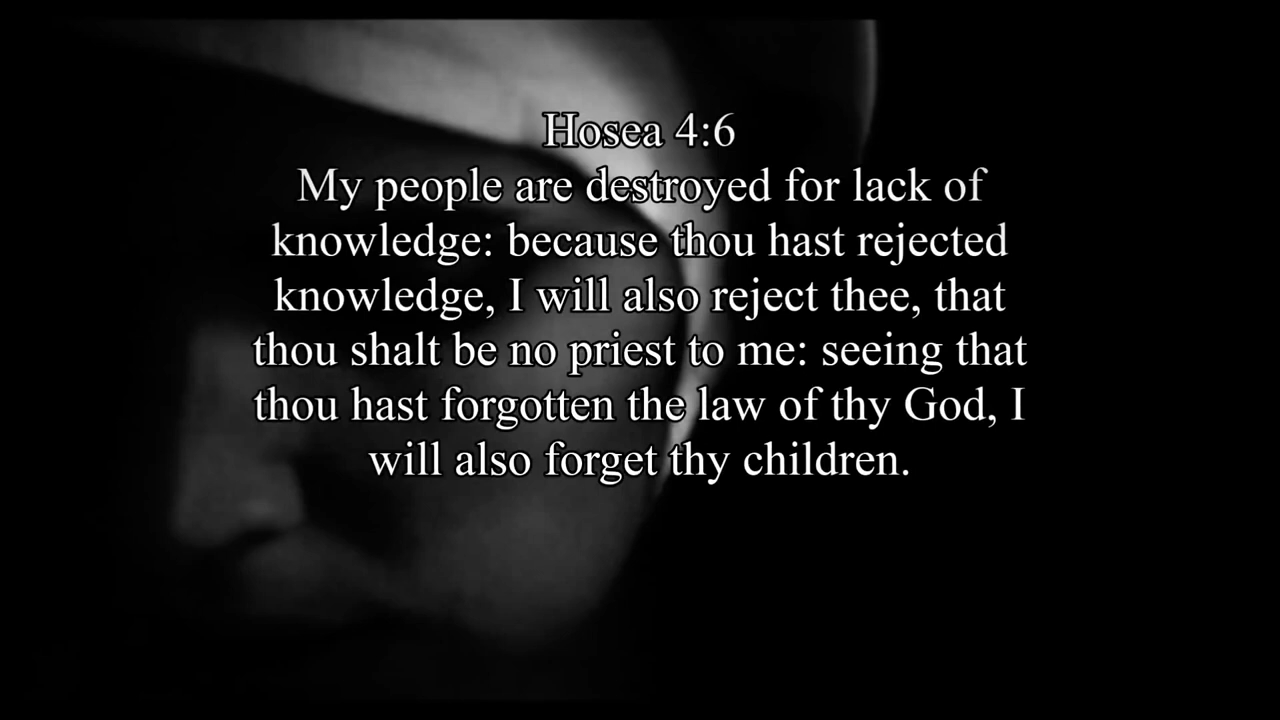 Hosea 4:6
My people are destroyed for lack of
knowledge: because thou hast rejected
knowledge, I will also reject thee, that
thou shalt be no priest to me: seeing that
thou hast forgotten the law of thy God, I
will also forget thy children.